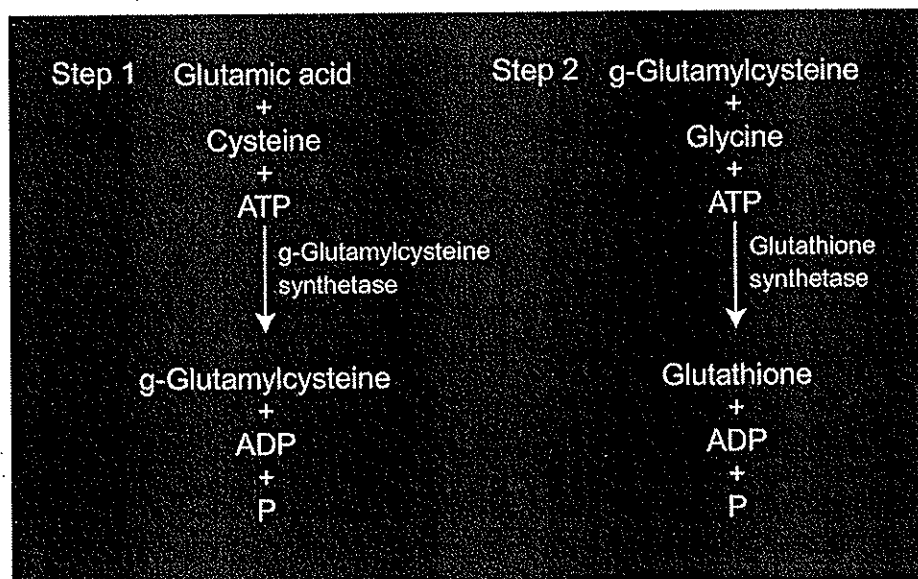 Step 1 Glutamic acid
+
Cysteine
+
ATP
g-Glutamylcysteine
synthetase
g-Glutamylcysteine
+
ADP
+
P
Step 2 g-Glutamylcysteine
+
Glycine
+
ATP
Glutathione
synthetase
Glutathione
+
ADP
+
P